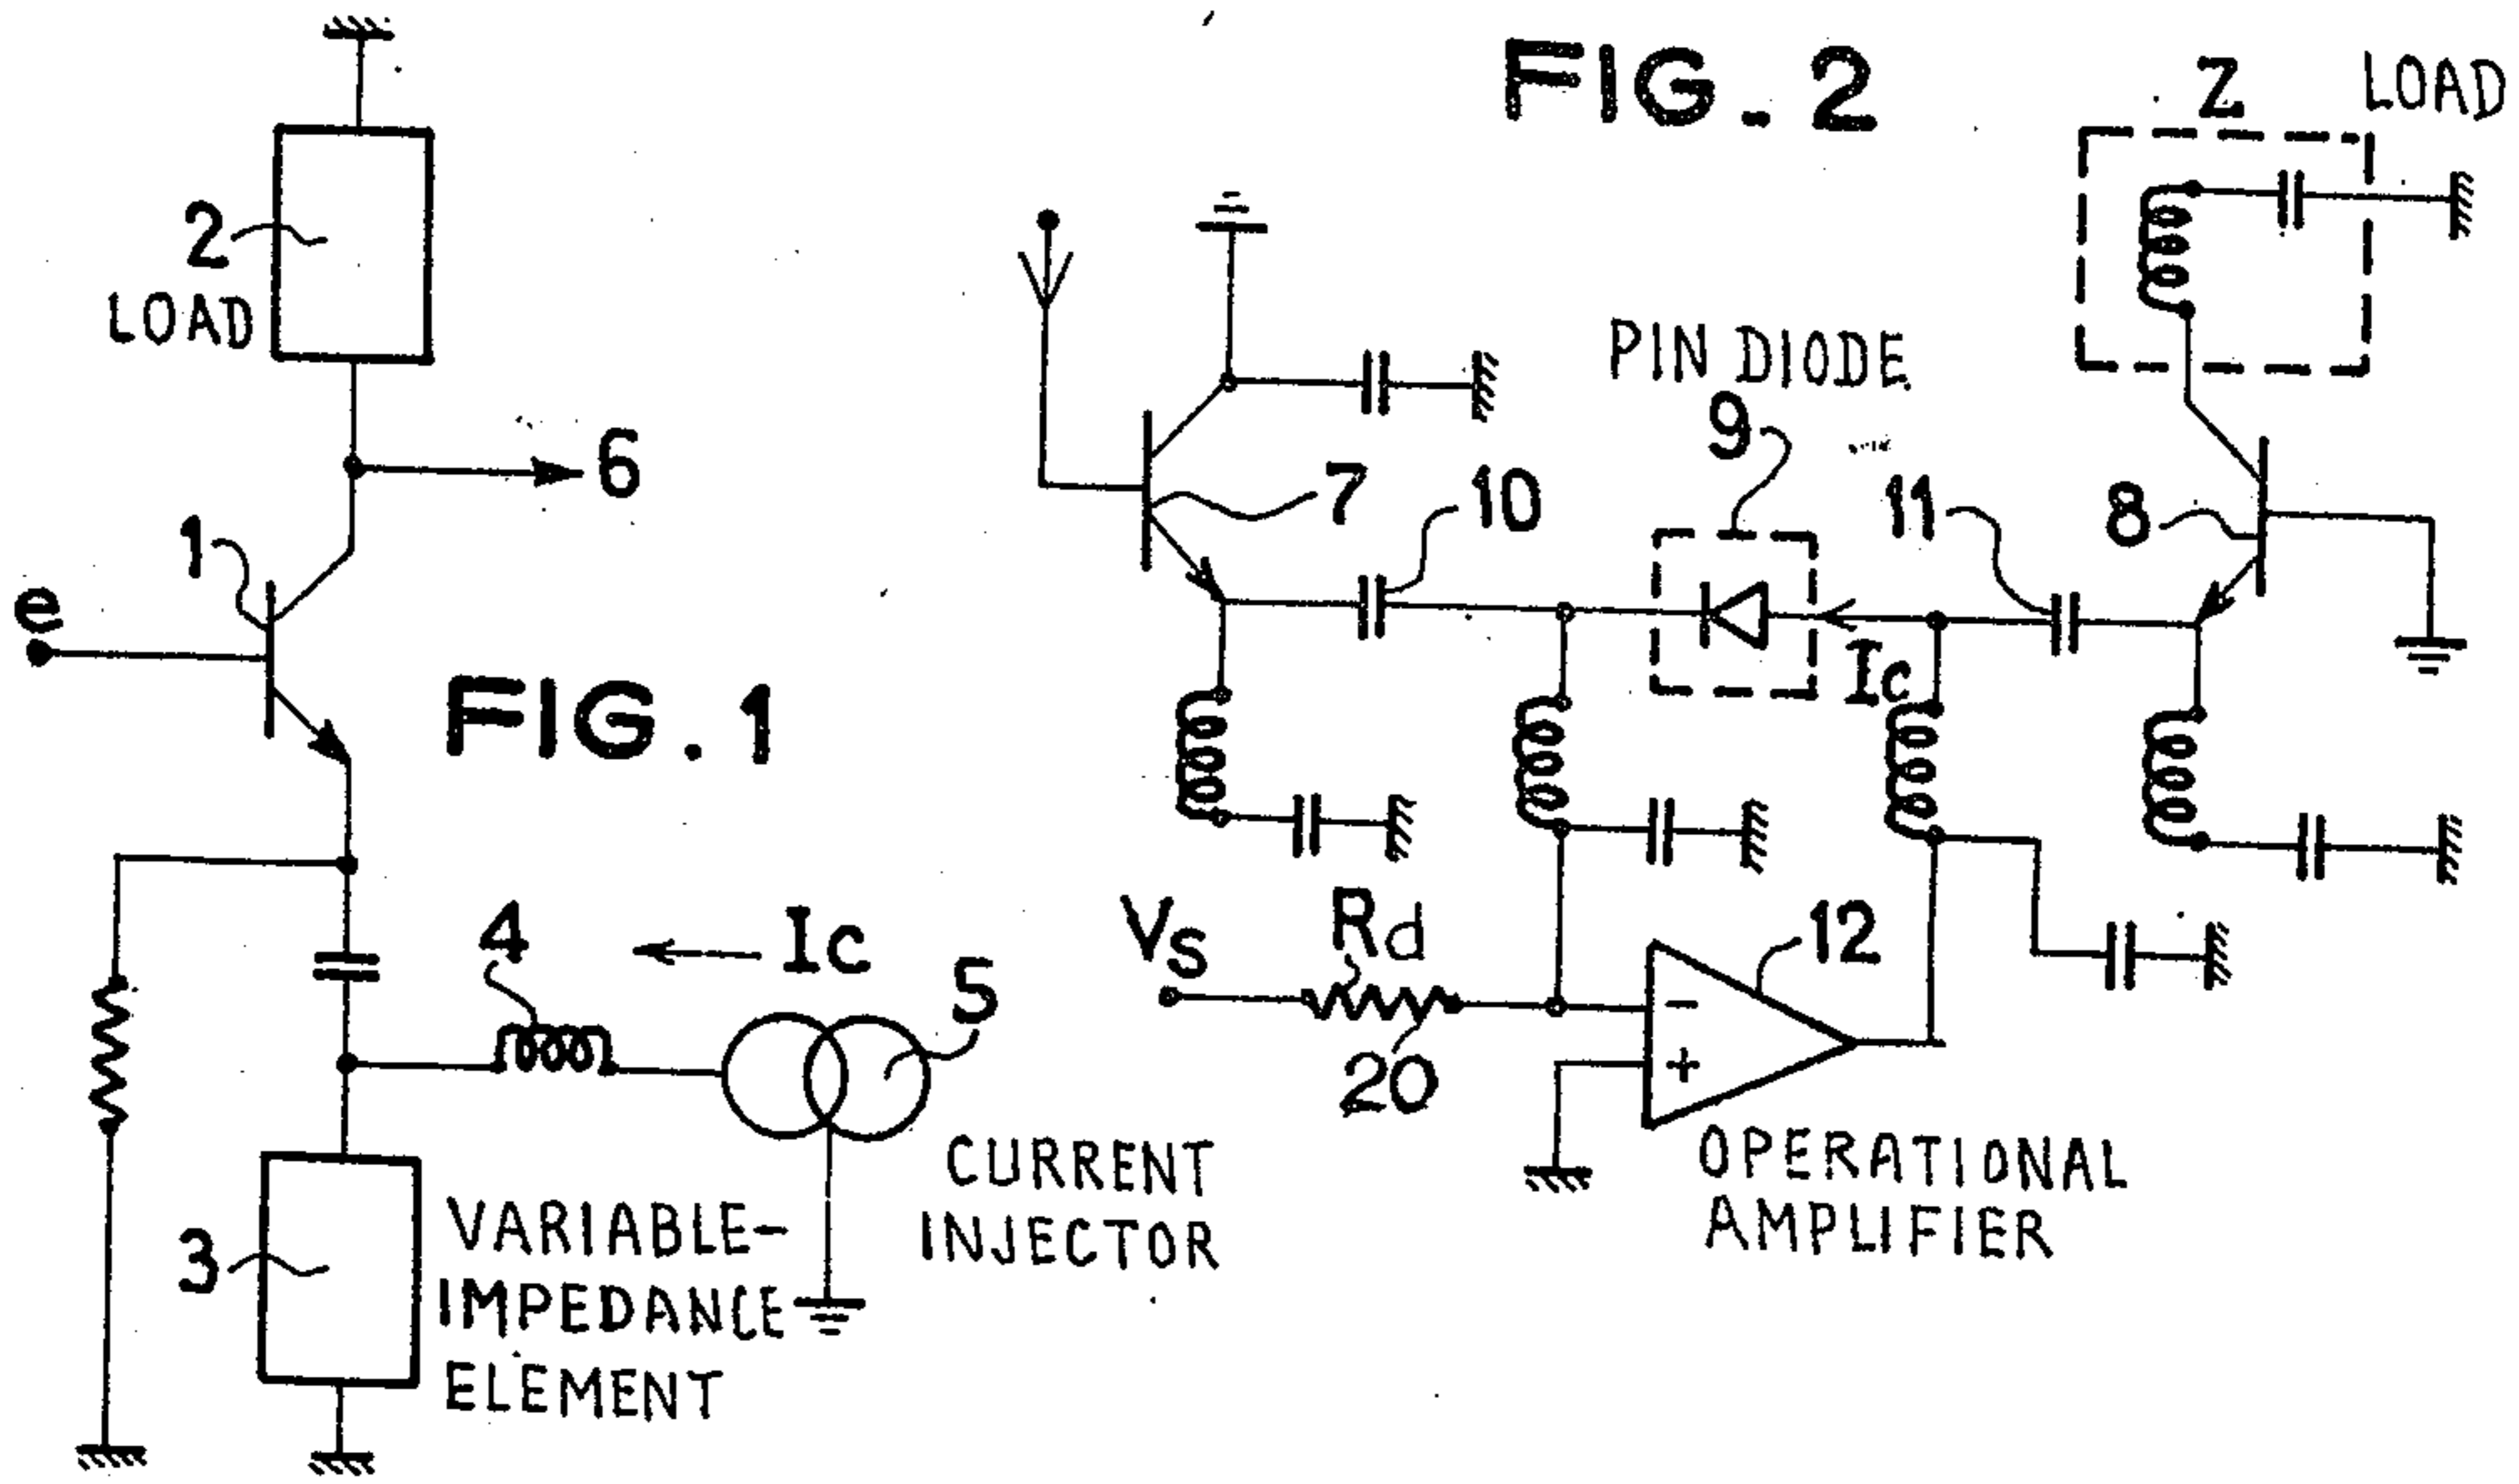 FIG. 1
2
LOAD
6
1
e
4
Ic
5
CURRENT
INJECTOR
3
VARIABLE-
IMPEDANCE
ELEMENT
FIG. 2
Z LOAD
PIN DIODE
9
7
10
11
8
Ic
Vs
Rd
20
12
-
+
OPERATIONAL
AMPLIFIER